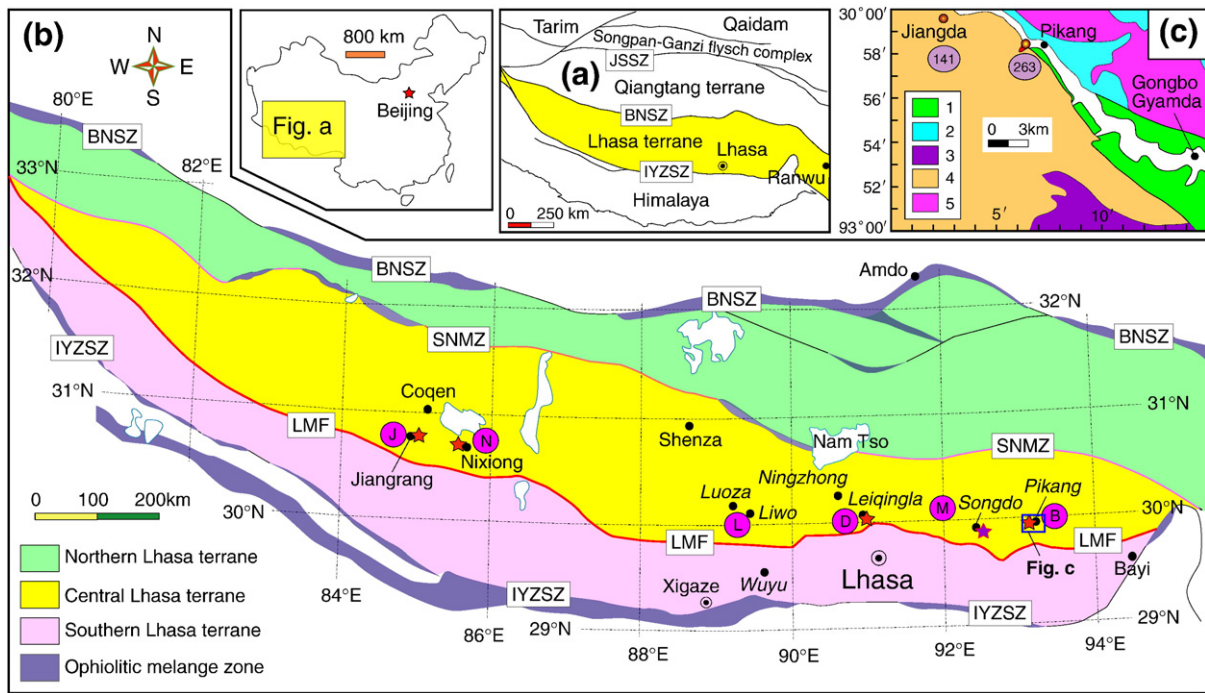 (b)
N
W E
S
800 km
Beijing
Fig. a
(a)
Tarim
Qaidam
Songpan-Ganzi flysch complex
JSSZ
Qiangtang terrane
BNSZ
Lhasa terrane
Lhasa
IYZSZ
Ranwu
Himalaya
0 250 km
(c)
30°00′
58′
56′
54′
52′
93°00′
5′
10′
Jiangda
Pikang
141
263
Gongbo
Gyamda
1
2
3
4
5
0 3km
80°E
BNSZ
82°E
33°N
32°N
BNSZ
BNSZ
Amdo
32°N
BNSZ
IYZSZ
SNMZ
31°N
Coqen
LMF
J
N
Nixiong
Jiangrang
Shenza
Nam Tso
31°N
SNMZ
Ningzhong
Luoza
Liwo
L
Leiqingla
D
M
Songdo
Pikang
B
30°N
0 100 200km
30°N
LMF
LMF
Fig. c
Bayi
Xigaze
Wuyu
Lhasa
84°E
IYZSZ
IYZSZ
29°N
29°N
86°E
88°E
90°E
92°E
94°E
Northern Lhasa terrane
Central Lhasa terrane
Southern Lhasa terrane
Ophiolitic melange zone